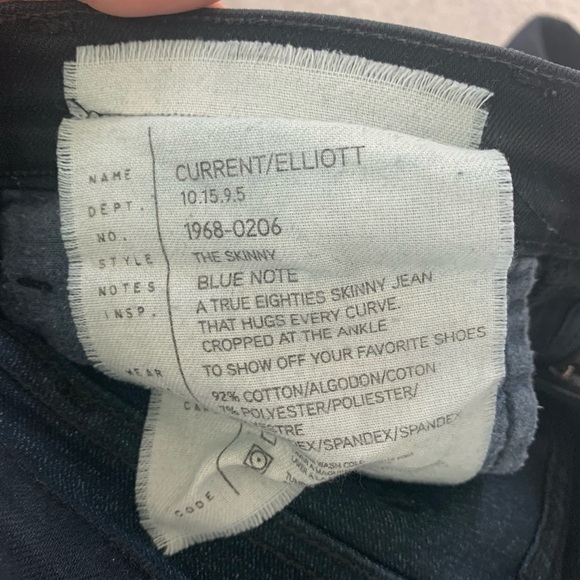 NAME CURRENT/ELLIOTT
DEPT. 10.15.9.5
NO. 1968-0206
STYLE THE SKINNY
NOTES BLUE NOTE
INSP. A TRUE EIGHTIES SKINNY JEAN
THAT HUGS EVERY CURVE.
CROPPED AT THE ANKLE
WEAR TO SHOW OFF YOUR FAVORITE SHOES
92% COTTON/ALGODON/COTON
7% POLYESTER/POLIESTER/
EX/SPANDEX/SPANDEX
CODE